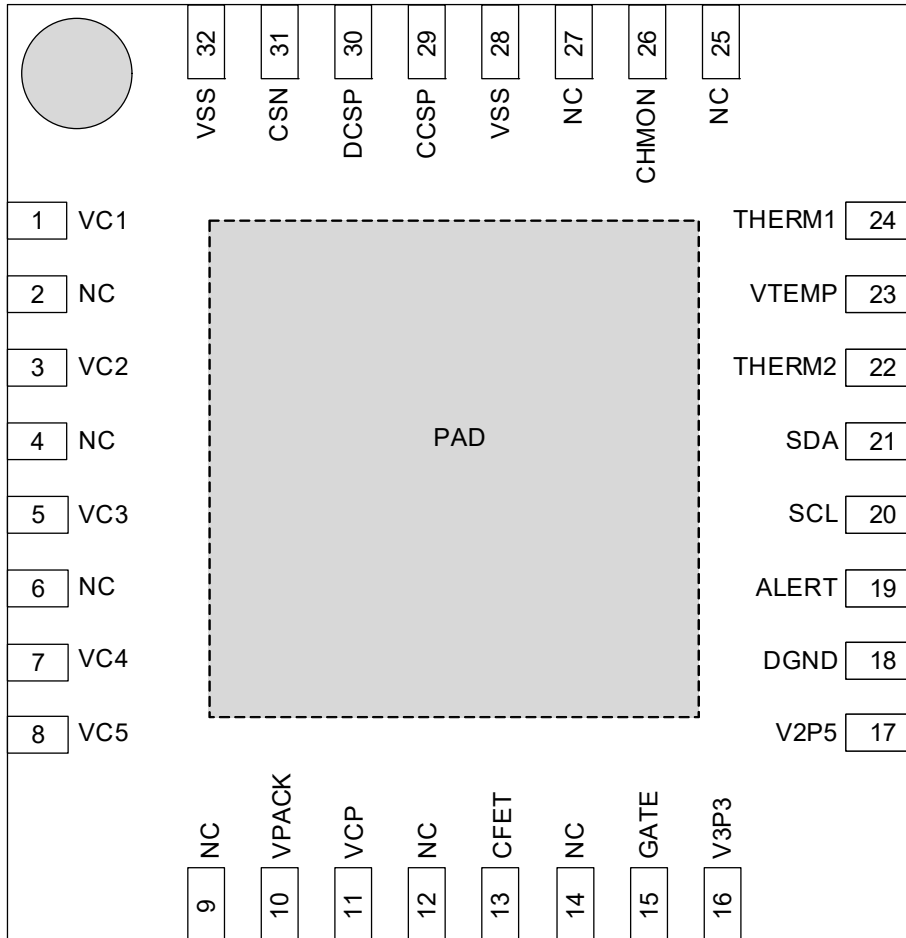 32 31 30 29 28 27 26 25
VSS CSN DCSP CCSP VSS NC CHMON NC
1 VC1
2 NC
3 VC2
4 NC
5 VC3
6 NC
7 VC4
8 VC5
PAD
THERM1 24
VTEMP 23
THERM2 22
SDA 21
SCL 20
ALERT 19
DGND 18
V2P5 17
NC VPACK VCP NC CFET NC GATE V3P3
9 10 11 12 13 14 15 16